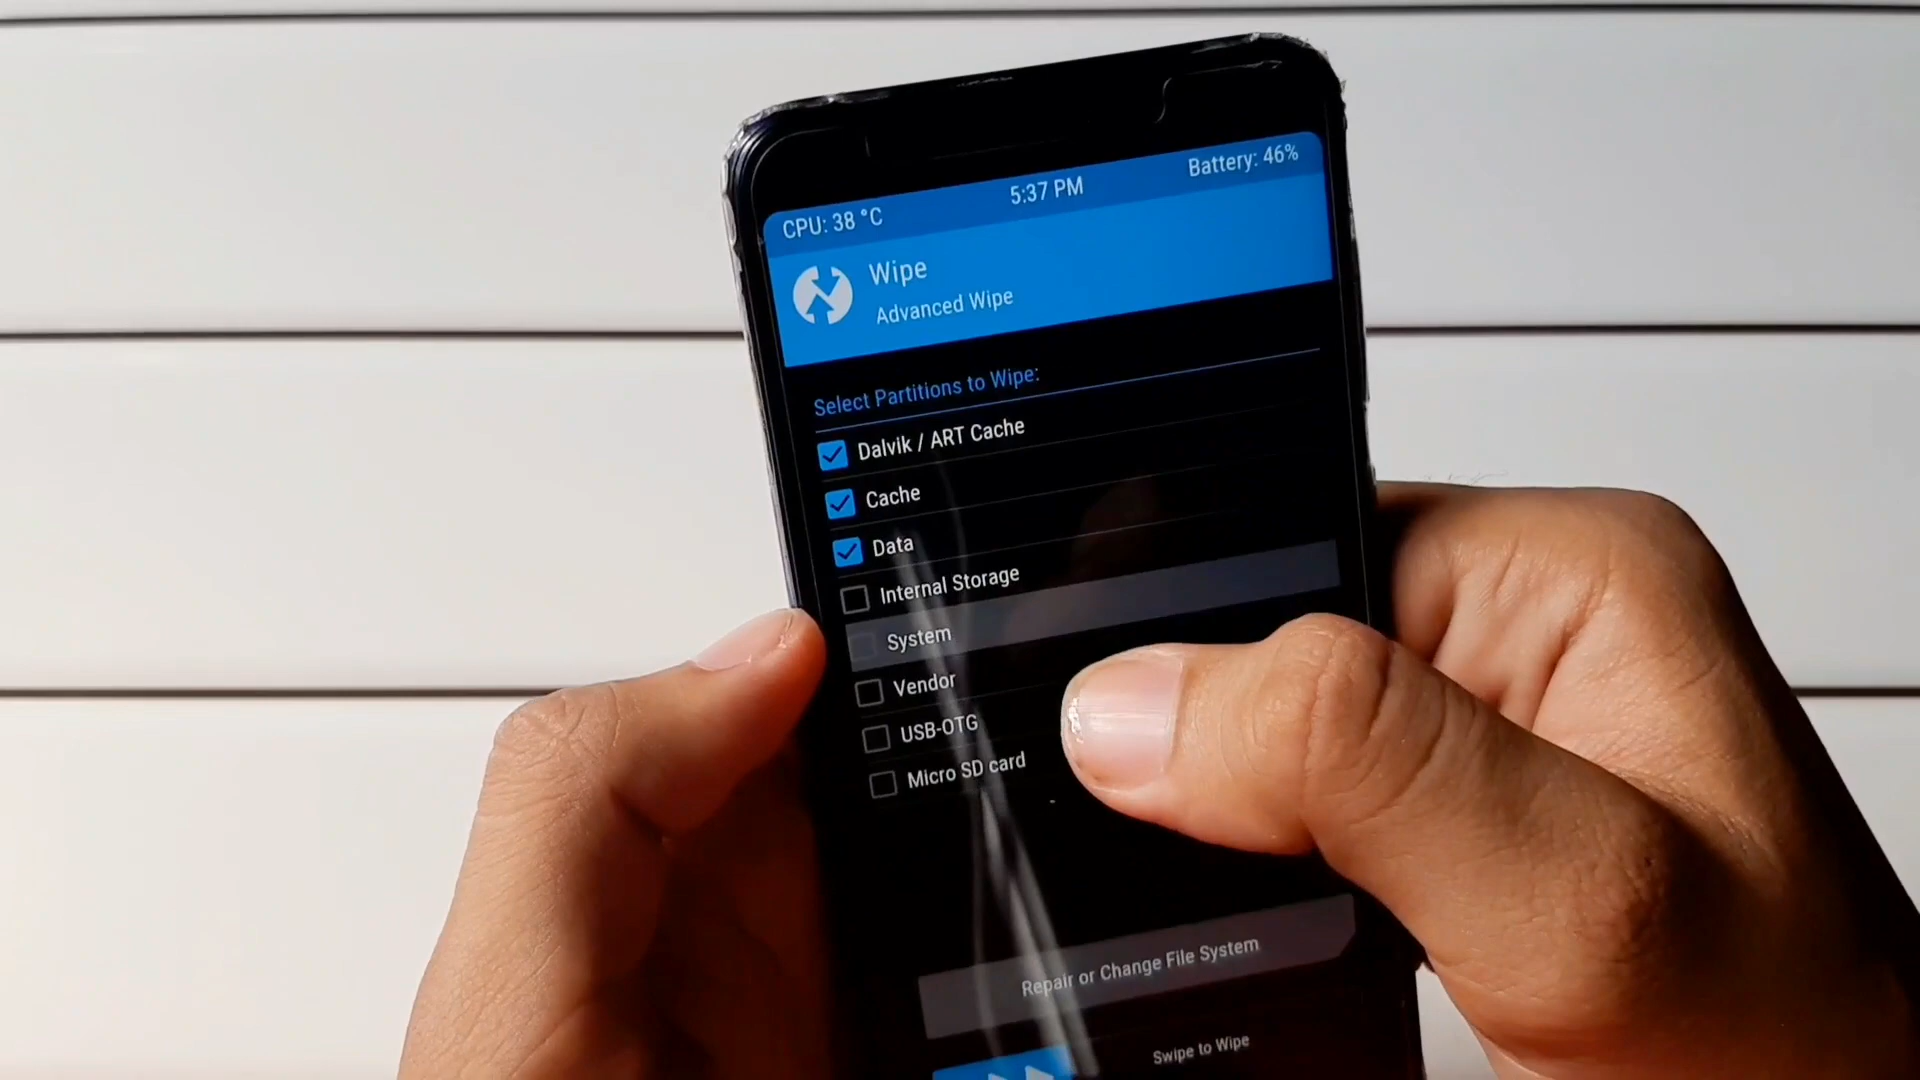 CPU: 38 °C
5:37 PM
Battery: 46%
Wipe
Advanced Wipe
Select Partitions to Wipe:
Dalvik / ART Cache
Cache
Data
Internal Storage
System
Vendor
USB-OTG
Micro SD card
Repair or Change File System
Swipe to Wipe